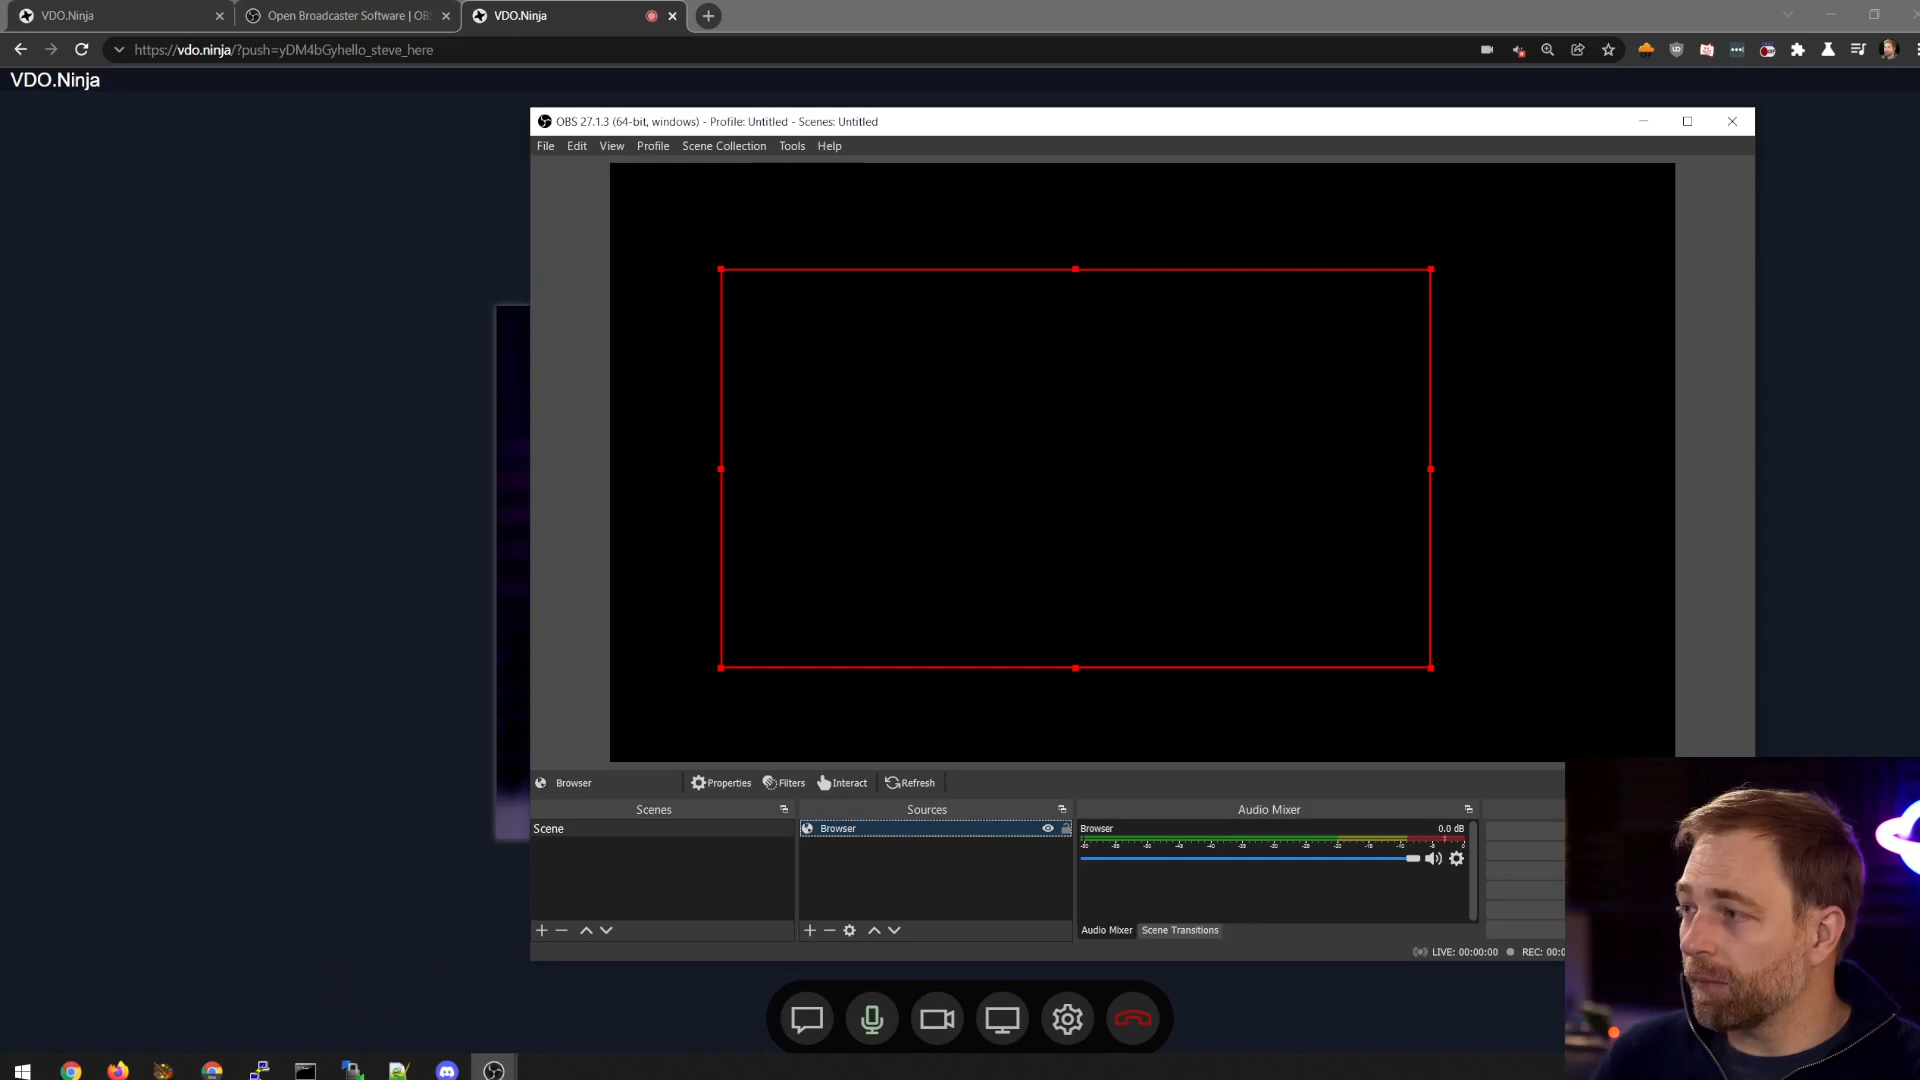 VDO.Ninja
Open Broadcaster Software | OBS
VDO.Ninja
https://vdo.ninja/?push=yDM4bGyhello_steve_here
VDO.Ninja
OBS 27.1.3 (64-bit, windows) - Profile: Untitled - Scenes: Untitled
File Edit View Profile Scene Collection Tools Help
Browser Properties Filters Interact Refresh
Scenes Sources Audio Mixer
Scene
Browser
Browser 0.0 dB
Audio Mixer Scene Transitions
LIVE: 00:00:00 REC: 00:0